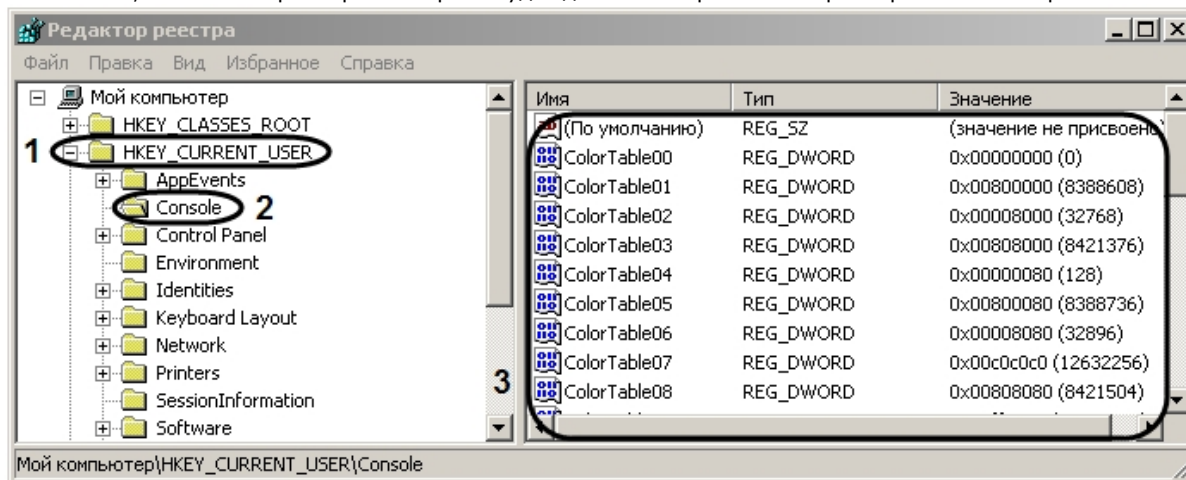 Редактор реестра
Файл Правка Вид Избранное Справка
Мой компьютер
HKEY_CLASSES_ROOT
1 HKEY_CURRENT_USER
AppEvents
Console 2
Control Panel
Environment
Identities
Keyboard Layout
Network
Printers
SessionInformation
Software
3
Имя Тип Значение
(По умолчанию) REG_SZ (значение не присвоено)
ColorTable00 REG_DWORD 0x00000000 (0)
ColorTable01 REG_DWORD 0x00800000 (8388608)
ColorTable02 REG_DWORD 0x00008000 (32768)
ColorTable03 REG_DWORD 0x00808000 (8421376)
ColorTable04 REG_DWORD 0x00000080 (128)
ColorTable05 REG_DWORD 0x00800080 (8388736)
ColorTable06 REG_DWORD 0x00008080 (32896)
ColorTable07 REG_DWORD 0x00c0c0c0 (12632256)
ColorTable08 REG_DWORD 0x00808080 (8421504)
Мой компьютер\HKEY_CURRENT_USER\Console